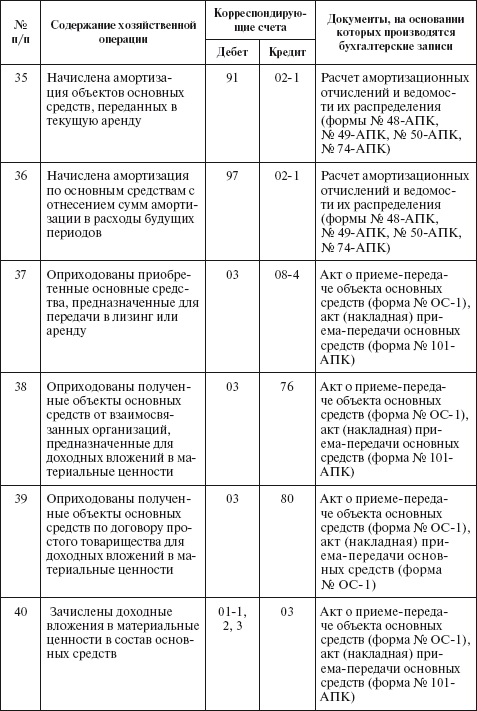 №
п/п
Содержание хозяйственной
операции
Корреспондирую-
щие счета
Дебет
Кредит
Документы, на основании
которых производятся
бухгалтерские записи
35
Начислена амортиза-
ция объектов основных
средств, переданных в
текущую аренду
91
02-1
Расчет амортизационных
отчислений и ведомос-
ти их распределения
(формы № 48-АПК,
№ 49-АПК, № 50-АПК,
№ 74-АПК)
36
Начислена амортизация
по основным средствам с
отнесением сумм аморти-
зации в расходы будущих
периодов
97
02-1
Расчет амортизационных
отчислений и ведомос-
ти их распределения
(формы № 48-АПК,
№ 49-АПК, № 50-АПК,
№ 74-АПК)
37
Оприходованы приобре-
тенные основные средс-
тва, предназначенные для
передачи в лизинг или
аренду
03
08-4
Акт о приеме-переда-
че объекта основных
средств (форма № ОС-1),
акт (накладная) при-
ема-передачи основных
средств (форма № 101-
АПК)
38
Оприходованы получен-
ные объекты основных
средств от взаимосвя-
занных организаций,
предназначенные для
доходных вложений в ма-
териальные ценности
03
76
Акт о приеме-переда-
че объекта основных
средств (форма № ОС-1),
акт (накладная) при-
ема-передачи основных
средств (форма № 101-
АПК)
39
Оприходованы получен-
ные объекты основных
средств по договору про-
стого товарищества для
доходных вложений в ма-
териальные ценности
03
80
Акт о приеме-переда-
че объекта основных
средств (форма № ОС-1),
акт (накладная) при-
ема-передачи основ-
ных средств (форма
№ ОС-1)
40
Зачислены доходные
вложения в материальные
ценности в состав основ-
ных средств
01-1,
2, 3
03
Акт о приеме-переда-
че объекта основных
средств (форма № ОС-1),
акт (накладная) при-
ема-передачи основных
средств (форма № 101-
АПК)